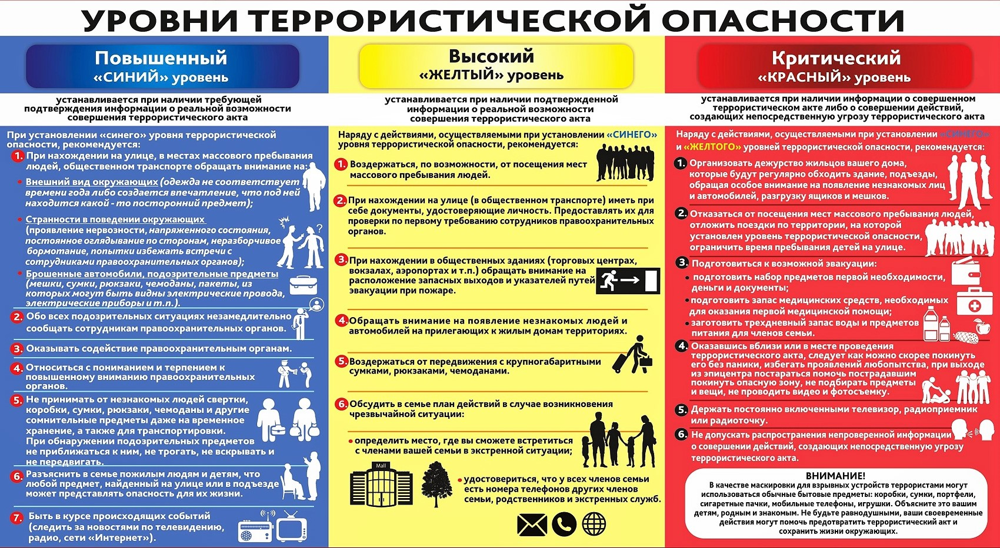 УРОВНИ ТЕРРОРИСТИЧЕСКОЙ ОПАСНОСТИ
Повышенный
«СИНИЙ» уровень
устанавливается при наличии требующей
подтверждения информации о реальной возможности
совершения террористического акта
При установлении «синего» уровня террористической
опасности, рекомендуется:
1. При нахождении на улице, в местах массового пребывания
людей, общественном транспорте обращать внимание на:
• Внешний вид окружающих (одежда не соответствует
времени года либо создается впечатление, что под ней
находится какой - то посторонний предмет);
• Странности в поведении окружающих
(проявление нервозности, напряженного состояния,
постоянное оглядывание по сторонам, неразборчивое
бормотание, попытки избежать встречи с
сотрудниками правоохранительных органов);
• Брошенные автомобили, подозрительные предметы
(мешки, сумки, рюкзаки, чемоданы, пакеты, из
которых могут быть видны электрические провода,
электрические приборы и т.п.).
2. Обо всех подозрительных ситуациях незамедлительно
сообщать сотрудникам правоохранительных органов.
3. Оказывать содействие правоохранительным органам.
4. Относиться с пониманием и терпением к
повышенному вниманию правоохранительных
органов.
5. Не принимать от незнакомых людей свертки,
коробки, сумки, рюкзаки, чемоданы и другие
сомнительные предметы даже на временное
хранение, а также для транспортировки.
При обнаружении подозрительных предметов
не приближаться к ним, не трогать, не вскрывать и
не передвигать.
6. Разъяснить в семье пожилым людям и детям, что
любой предмет, найденный на улице или в подъезде
может представлять опасность для их жизни.
7. Быть в курсе происходящих событий
(следить за новостями по телевидению,
радио, сети «Интернет»).
Высокий
«ЖЕЛТЫЙ» уровень
устанавливается при наличии подтвержденной
информации о реальной возможности
совершения террористического акта
Наряду с действиями, осуществляемыми при установлении «СИНЕГО»
уровня террористической опасности, рекомендуется:
1. Воздержаться, по возможности, от посещения мест
массового пребывания людей.
2. При нахождении на улице (в общественном транспорте) иметь при
себе документы, удостоверяющие личность. Предоставлять их для
проверки по первому требованию сотрудников правоохранительных
органов.
3. При нахождении в общественных зданиях (торговых центрах,
вокзалах, аэропортах и т.п.) обращать внимание на
расположение запасных выходов и указателей путей
эвакуации при пожаре.
4. Обращать внимание на появление незнакомых людей и
автомобилей на прилегающих к жилым домам территориях.
5. Воздержаться от передвижения с крупногабаритными
сумками, рюкзаками, чемоданами.
6. Обсудить в семье план действий в случае возникновения
чрезвычайной ситуации:
• определить место, где вы сможете встретиться
с членами вашей семьи в экстренной ситуации;
Mall
• удостовериться, что у всех членов семьи
есть номера телефонов других членов
семьи, родственников и экстренных служб.
Критический
«КРАСНЫЙ» уровень
устанавливается при наличии информации о совершенном
террористическом акте либо о совершении действий,
создающих непосредственную угрозу террористического акта
Наряду с действиями, осуществляемыми при установлении «СИНЕГО»
и «ЖЕЛТОГО» уровней террористической опасности, рекомендуется:
1. Организовать дежурство жильцов вашего дома,
которые будут регулярно обходить здание, подъезды,
обращая особое внимание на появление незнакомых лиц
и автомобилей, разгрузку ящиков и мешков.
2. Отказаться от посещения мест массового пребывания людей,
отложить поездки по территории, на которой
установлен уровень террористической опасности,
ограничить время пребывания детей на улице.
3. Подготовиться к возможной эвакуации:
• подготовить набор предметов первой необходимости,
деньги и документы;
• подготовить запас медицинских средств, необходимых
для оказания первой медицинской помощи;
• заготовить трехдневный запас воды и предметов
питания для членов семьи.
4. Оказавшись вблизи или в месте проведения
террористического акта, следует как можно скорее покинуть
его без паники, избегать проявлений любопытства, при выходе
из эпицентра постараться помочь пострадавшим
покинуть опасную зону, не подбирать предметы
и вещи, не проводить видео и фотосъемку.
5. Держать постоянно включенными телевизор, радиоприемник
или радиоточку.
6. Не допускать распространения непроверенной информации
о совершении действий, создающих непосредственную угрозу
террористического акта.
ВНИМАНИЕ!
В качестве маскировки для взрывных устройств террористами могут
использоваться обычные бытовые предметы: коробки, сумки, портфели,
сигаретные пачки, мобильные телефоны, игрушки. Объясните это вашим
детям, родным и знакомым. Не будьте равнодушными, ваши своевременные
действия могут помочь предотвратить террористический акт и
сохранить жизни окружающих.